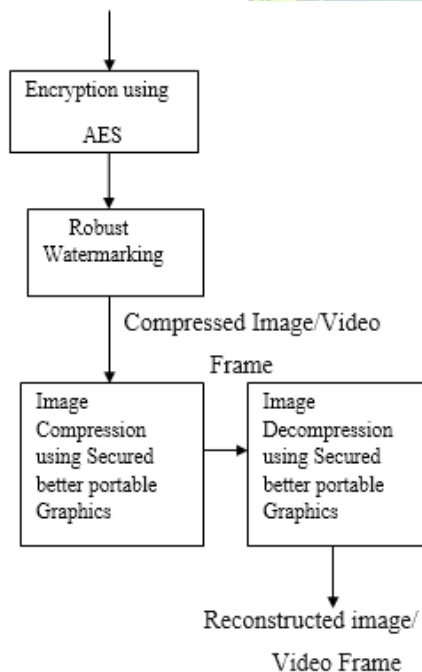 Encryption using
AES
Robust
Watermarking
Compressed Image/Video
Frame
Image
Compression
using Secured
better portable
Graphics
Image
Decompression
using Secured
better portable
Graphics
Reconstructed image/
Video Frame